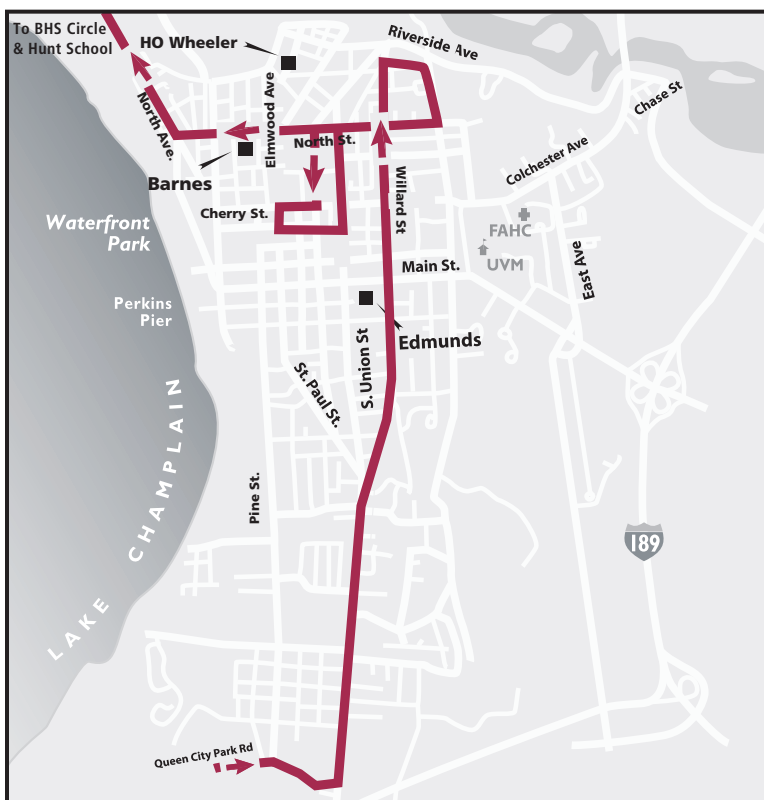 To BHS Circle
& Hunt School
HO Wheeler
Riverside Ave
Chase St
North Ave.
Elmwood Ave
North St.
Barnes
Willard St
Colchester Ave
Cherry St.
Waterfront
Park
FAHC
UVM
Main St.
East Ave
Perkins
Pier
Edmunds
S. Union St
St. Paul St.
LAKE CHAMPLAIN
Pine St.
189
Queen City Park Rd